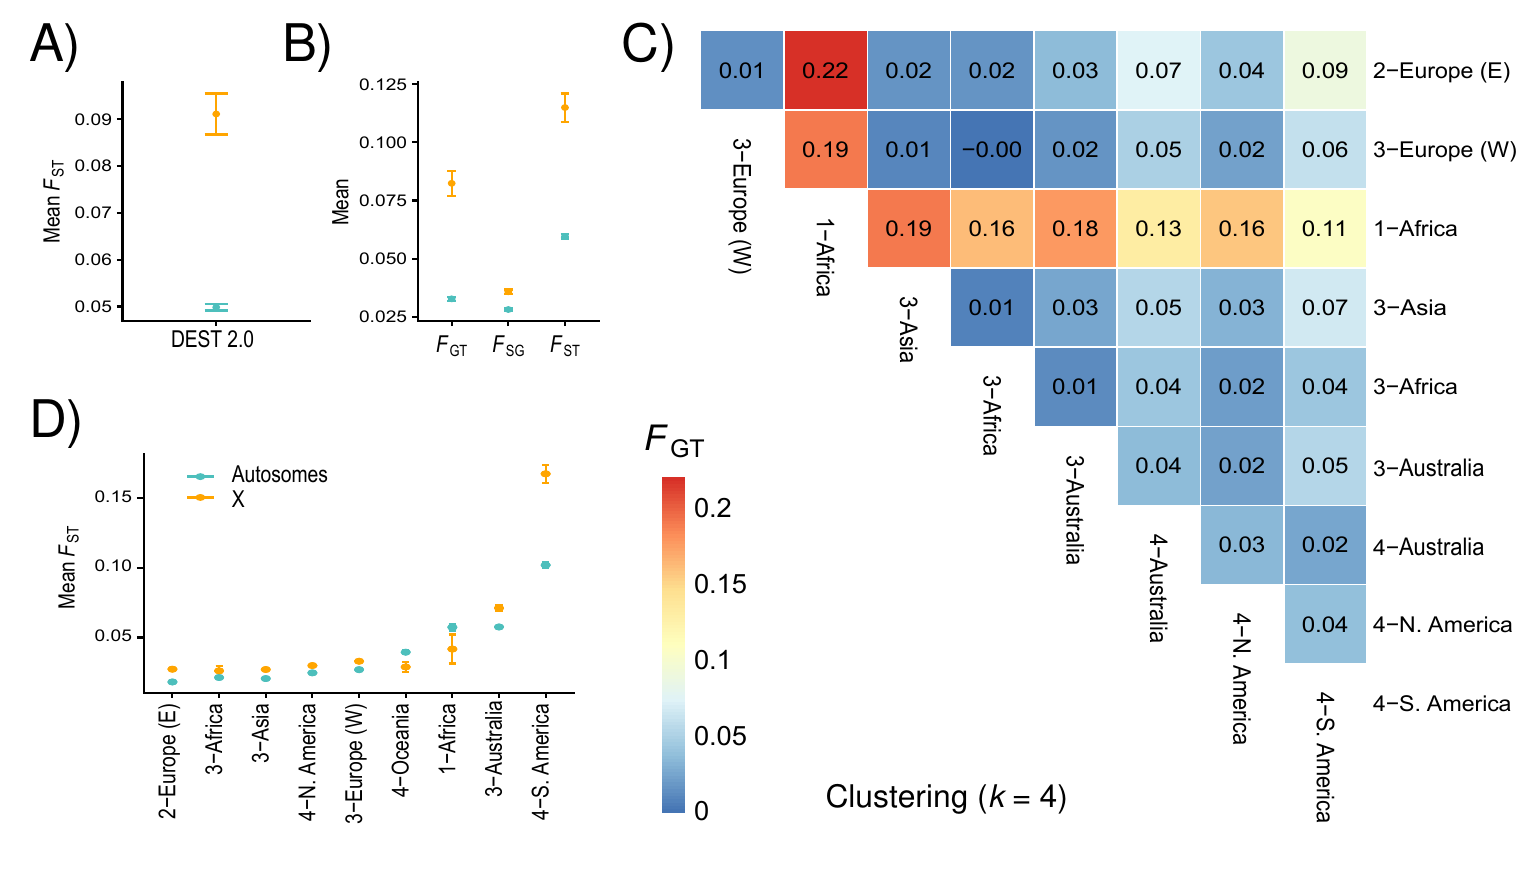 A)
Mean FST
0.09
0.08
0.07
0.06
0.05
DEST 2.0
B)
Mean
0.125
0.100
0.075
0.050
0.025
FGT FSG FST
C)
0.01 0.22 0.02 0.02 0.03 0.07 0.04 0.09 2−Europe (E)
0.19 0.01 −0.00 0.02 0.05 0.02 0.06 3−Europe (W)
0.19 0.16 0.18 0.13 0.16 0.11 1−Africa
0.01 0.03 0.05 0.03 0.07 3−Asia
0.01 0.04 0.02 0.04 3−Africa
0.04 0.02 0.05 3−Australia
0.03 0.02 4−Australia
0.04 4−N. America
4−S. America
3−Europe (W)
1−Africa
3−Asia
3−Africa
3−Australia
4−Australia
4−N. America
4−S. America
Clustering (k = 4)
FGT
0.2
0.15
0.1
0.05
0
D)
Mean FST
0.15
0.10
0.05
Autosomes
X
2−Europe (E)
3−Africa
3−Asia
4−N. America
3−Europe (W)
4−Oceania
1−Africa
3−Australia
4−S. America